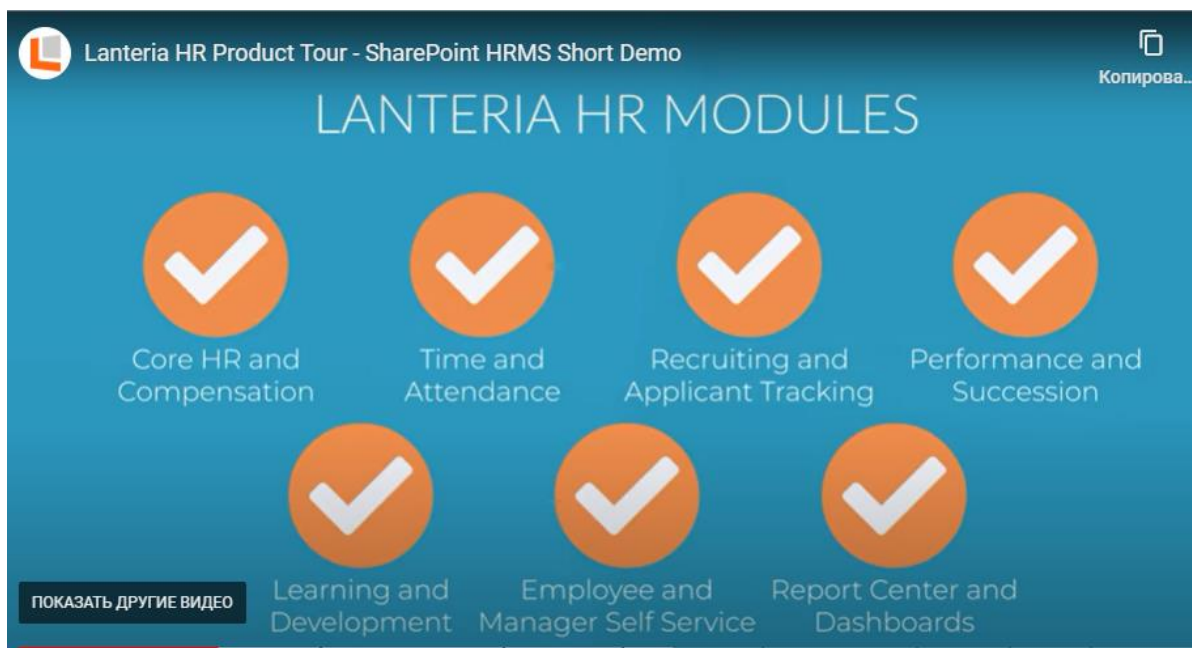 Lanteria HR Product Tour - SharePoint HRMS Short Demo
Копирова...
LANTERIA HR MODULES
Core HR and
Compensation
Time and
Attendance
Recruiting and
Applicant Tracking
Performance and
Succession
Learning and
Development
Employee and
Manager Self Service
Report Center and
Dashboards
ПОКАЗАТЬ ДРУГИЕ ВИДЕО